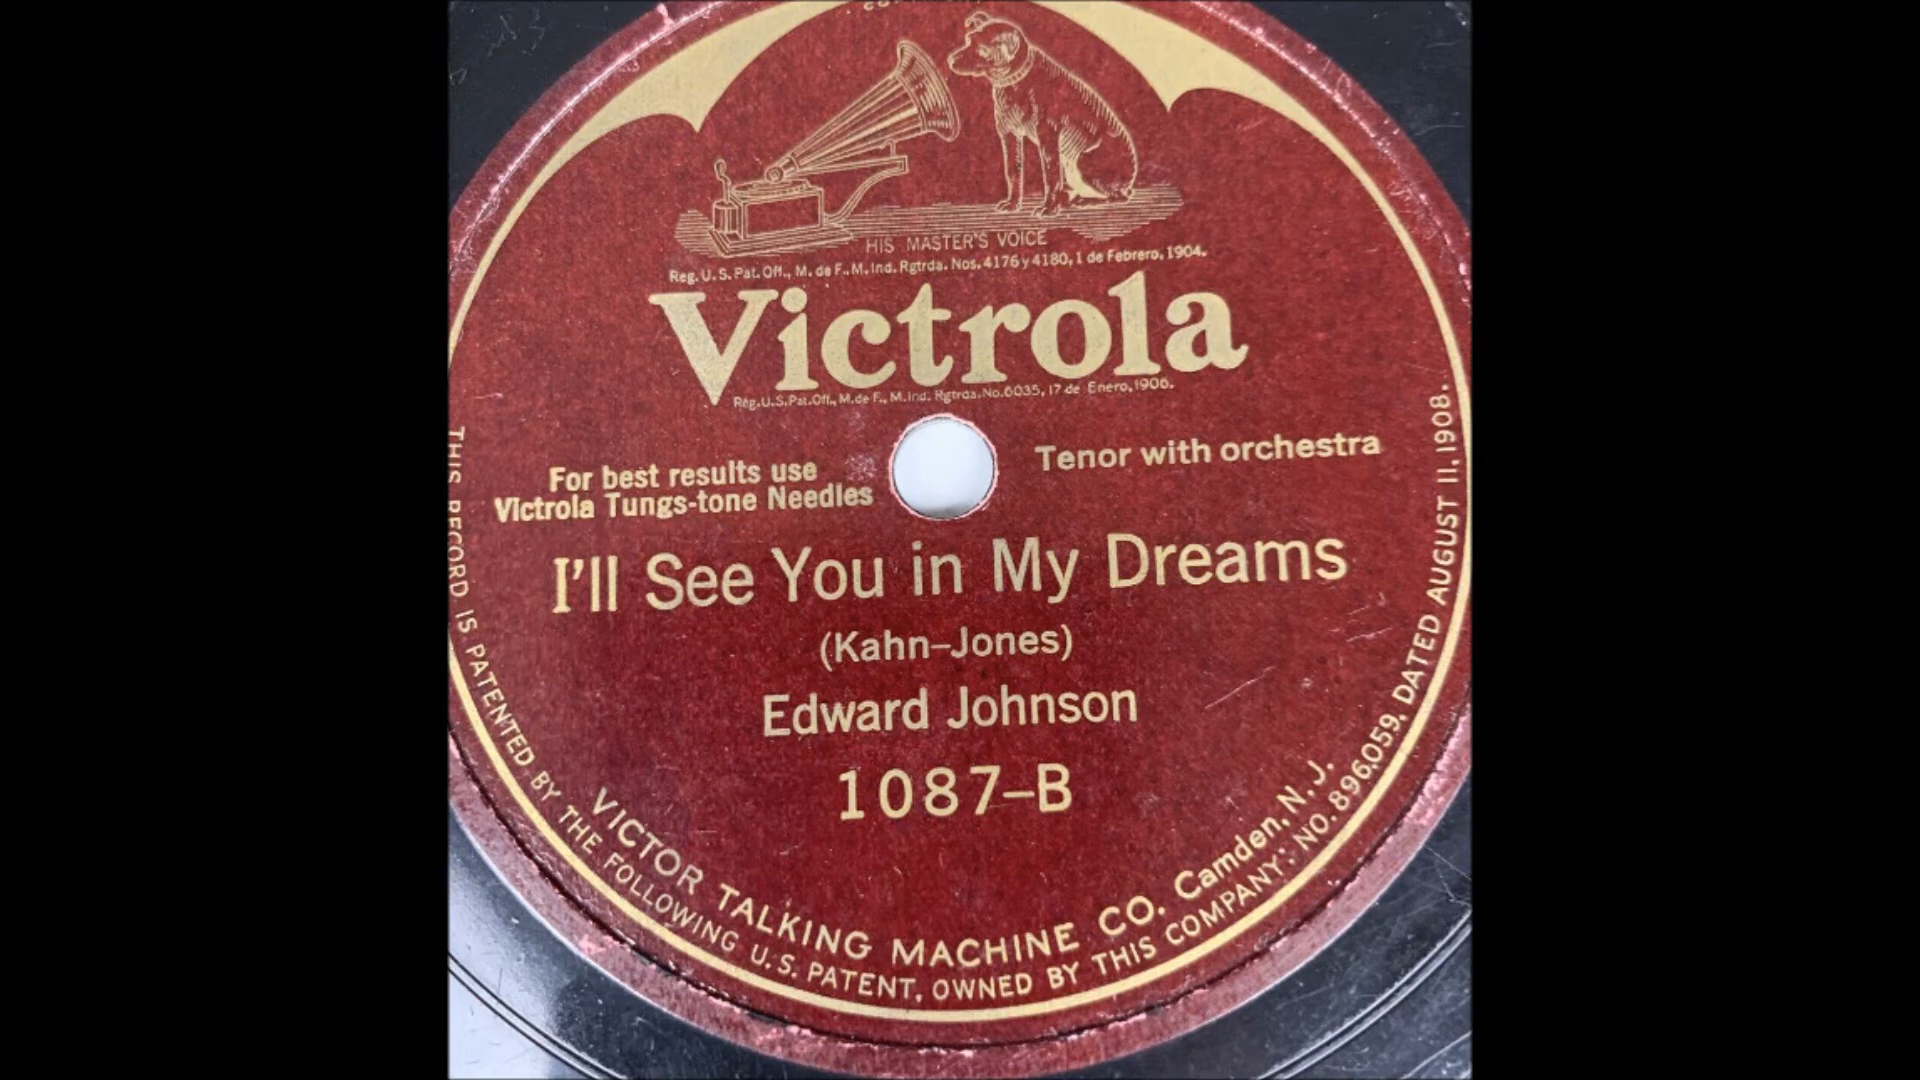 HIS MASTER'S VOICE
Reg. U. S. Pat. Off., M. de F., M. Ind. Rgtrda. Nos. 4176 y 4180, 1 de Febrero, 1904.
Victrola
Reg. U.S. Pat. Off., M. de F., M. Ind. Rgtrda. No. 6035, 17 de Enero, 1906.
For best results use
Victrola Tungs-tone Needles
Tenor with orchestra
I'll See You in My Dreams
(Kahn–Jones)
Edward Johnson
1087–B
VICTOR TALKING MACHINE CO. Camden, N. J.
THIS RECORD IS PATENTED BY THE FOLLOWING U. S. PATENT, OWNED BY THIS COMPANY: NO. 896,059, DATED AUGUST 11, 1908.